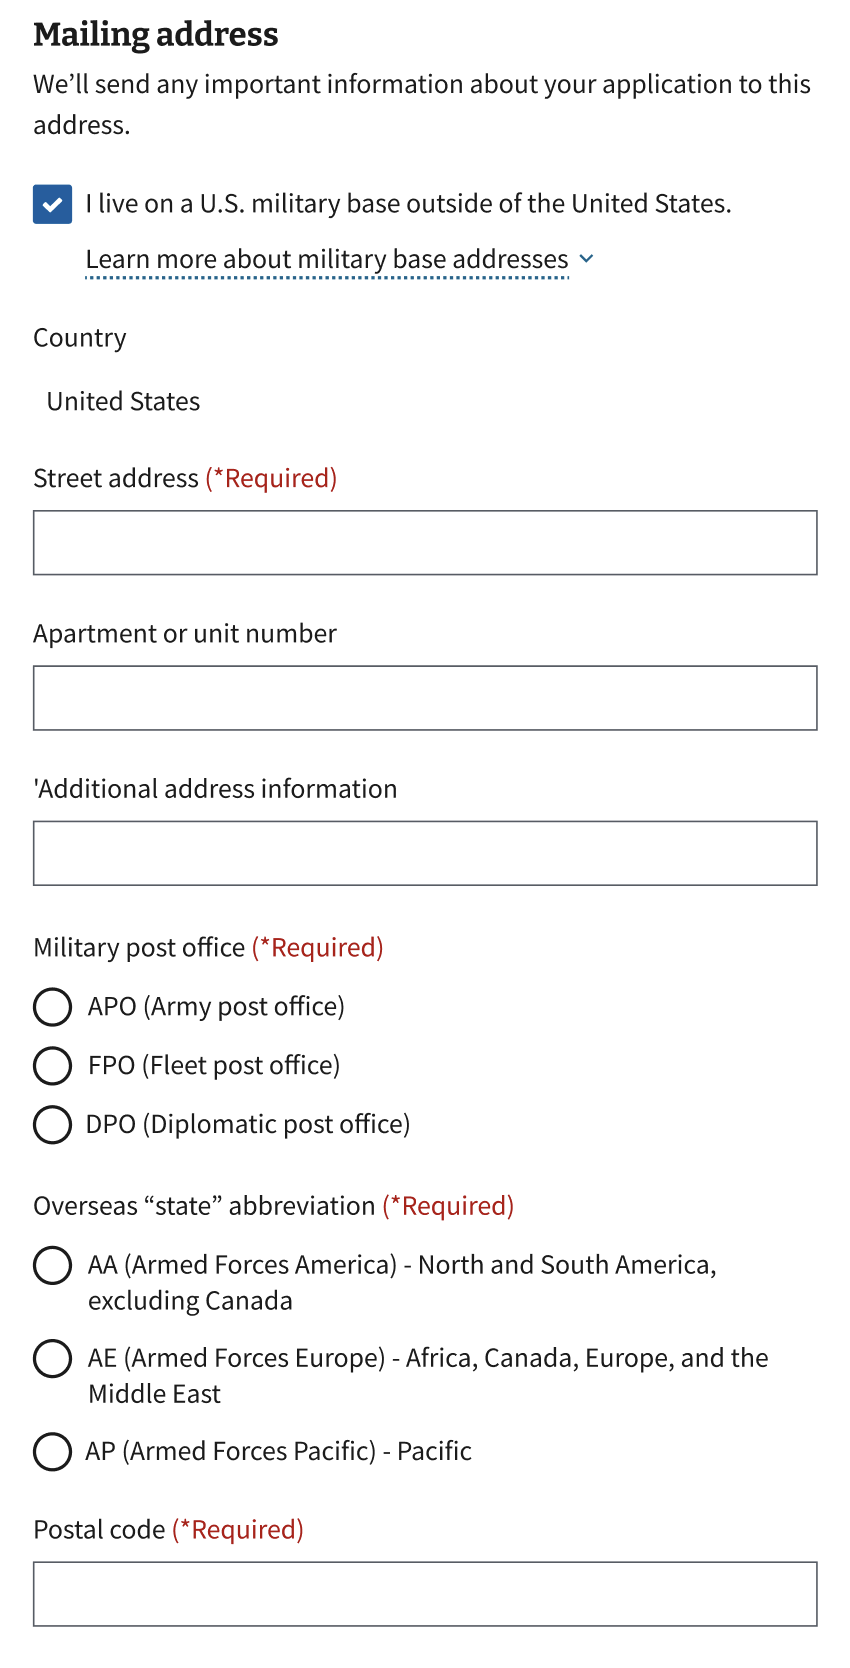 Mailing address
We’ll send any important information about your application to this
address.
I live on a U.S. military base outside of the United States.
Learn more about military base addresses
Country
United States
Street address (*Required)
Apartment or unit number
'Additional address information
Military post office (*Required)
APO (Army post office)
FPO (Fleet post office)
DPO (Diplomatic post office)
Overseas “state” abbreviation (*Required)
AA (Armed Forces America) - North and South America,
excluding Canada
AE (Armed Forces Europe) - Africa, Canada, Europe, and the
Middle East
AP (Armed Forces Pacific) - Pacific
Postal code (*Required)